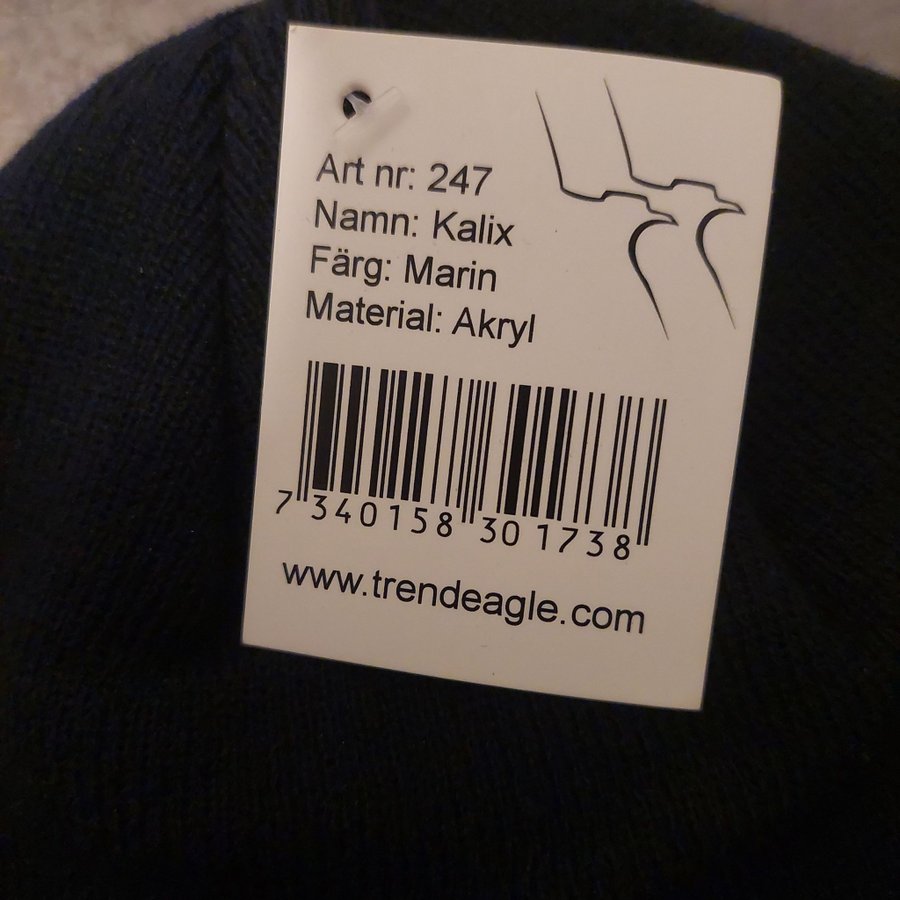 Art nr: 247
Namn: Kalix
Färg: Marin
Material: Akryl
7 340158 301738
www.trendeagle.com